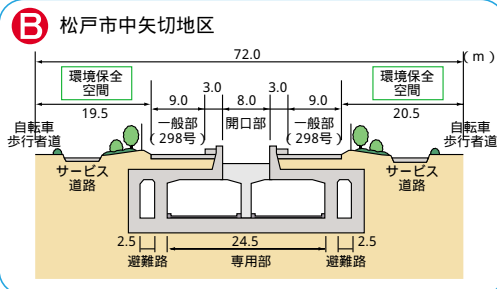 B 松戸市中矢切地区
72.0
(m)
環境保全
空間
環境保全
空間
3.0 3.0
19.5 9.0 8.0 9.0 20.5
自転車
歩行者道
一般部
(298号)
開口部
一般部
(298号)
自転車
歩行者道
サービス
道路
サービス
道路
2.5 24.5 2.5
避難路 専用部 避難路